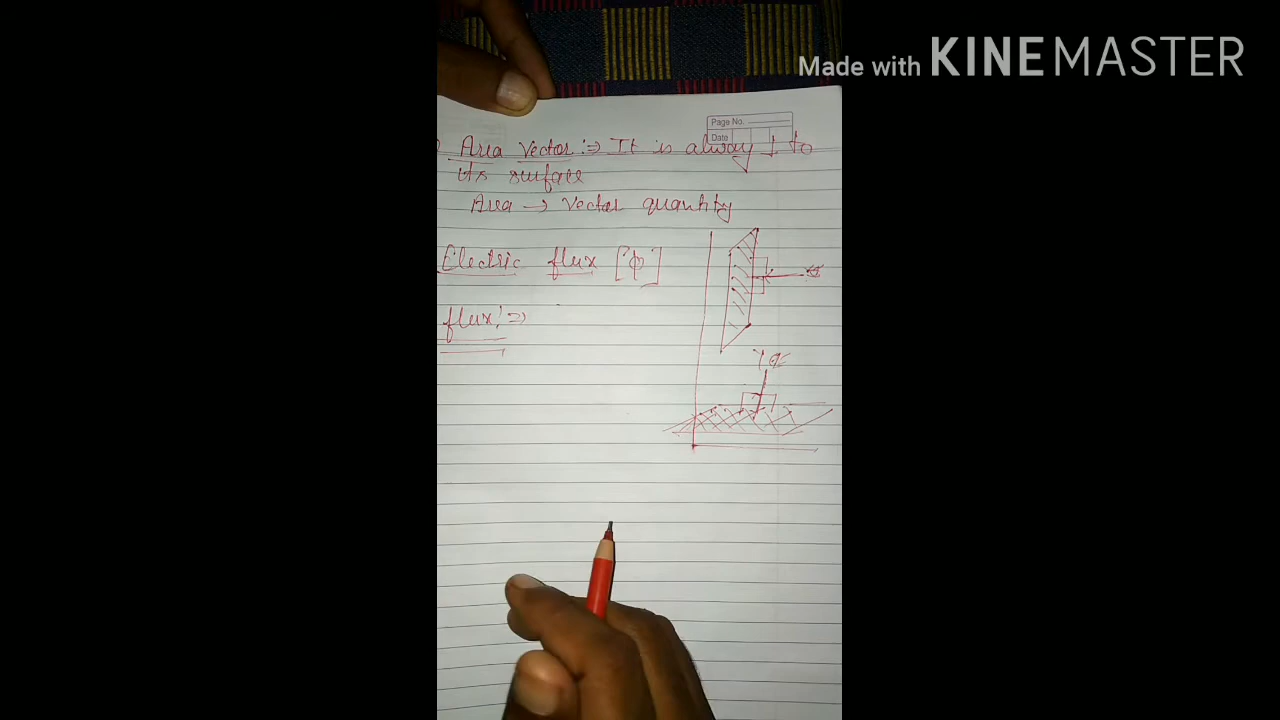 Made with KINEMASTER
Page No.
Date
Area Vector :⇒ It is alway ⊥ to
its surface
Area → Vector quantity
Electric flux [ϕ]
flux :⇒